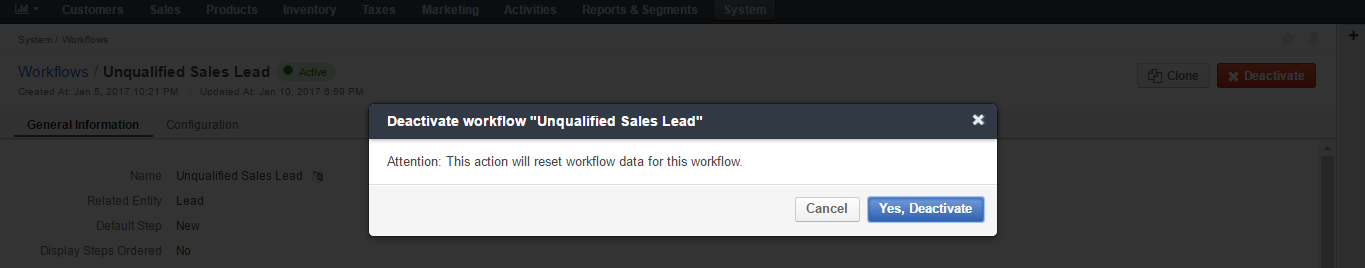 Customers Sales Products Inventory Taxes Marketing Activities Reports & Segments System
System / Workflows
Workflows / Unqualified Sales Lead Active
Clone Deactivate
Created At: Jan 5, 2017 10:21 PM Updated At: Jan 10, 2017 6:59 PM
Deactivate workflow "Unqualified Sales Lead"
General Information Configuration
Attention: This action will reset workflow data for this workflow.
Name Unqualified Sales Lead
Related Entity Lead
Cancel Yes, Deactivate
Default Step New
Display Steps Ordered No